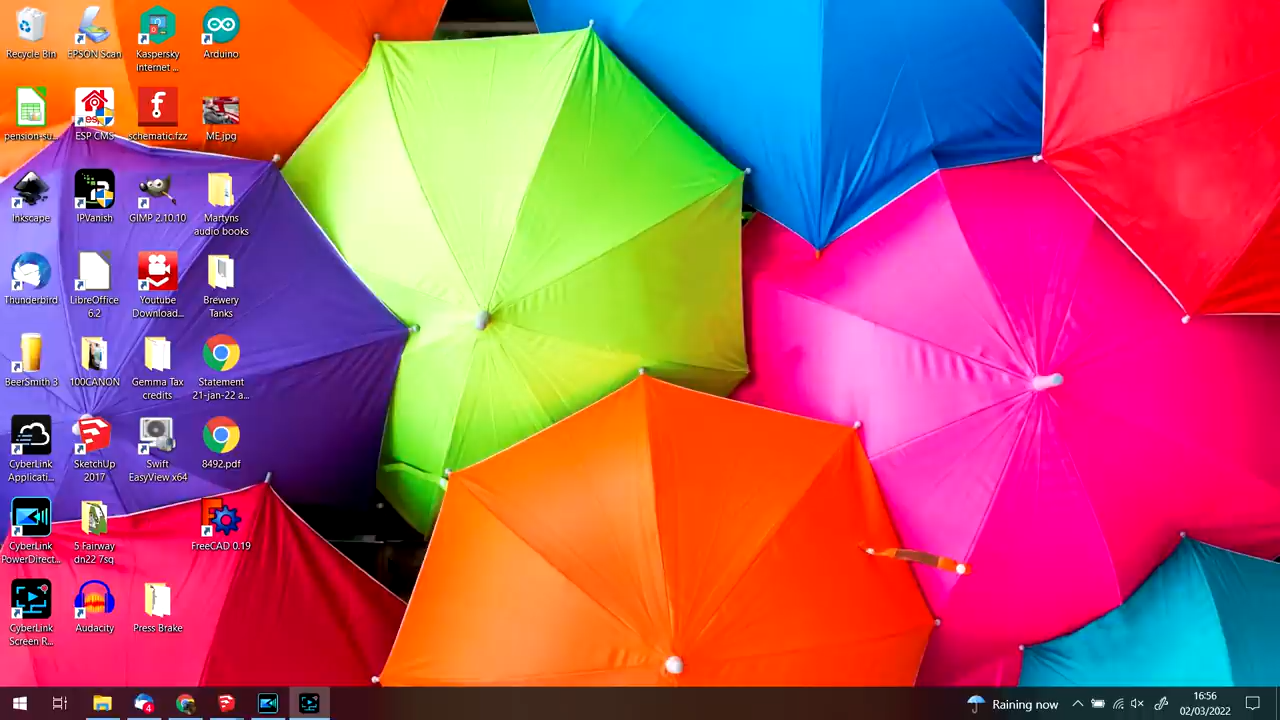 Recycle Bin
EPSON Scan
Kaspersky
Internet ...
Arduino
pension-su...
ESP CMS
schematic.fzz
ME.jpg
Inkscape
IPVanish
GIMP 2.10.10
Martyns
audio books
Thunderbird
LibreOffice
6.2
Youtube
Download...
Brewery
Tanks
BeerSmith 3
100CANON
Gemma Tax
credits
Statement
21-jan-22 a...
CyberLink
Applicati...
SketchUp
2017
Swift
EasyView x64
8492.pdf
CyberLink
PowerDirect...
5 Fairway
dn22 7sq
FreeCAD 0.19
CyberLink
Screen R...
Audacity
Press Brake
4
Raining now
16:56
02/03/2022